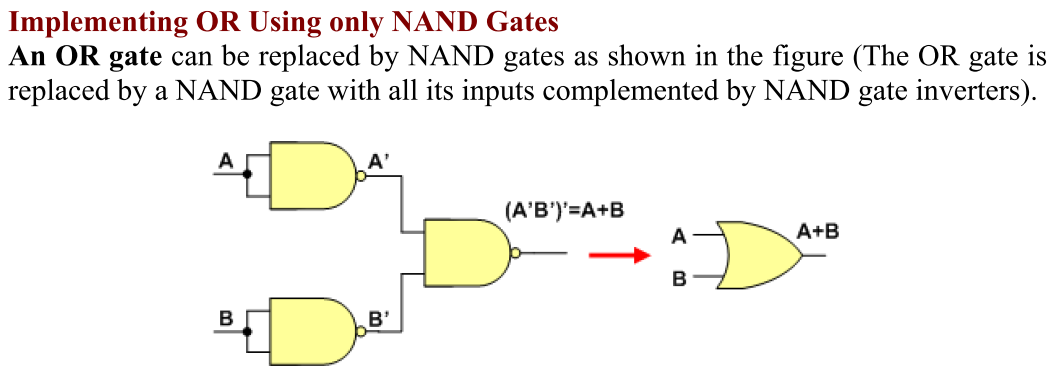 Implementing OR Using only NAND Gates
An OR gate can be replaced by NAND gates as shown in the figure (The OR gate is
replaced by a NAND gate with all its inputs complemented by NAND gate inverters).
A
A'
(A'B')'=A+B
A
A+B
B
B
B'